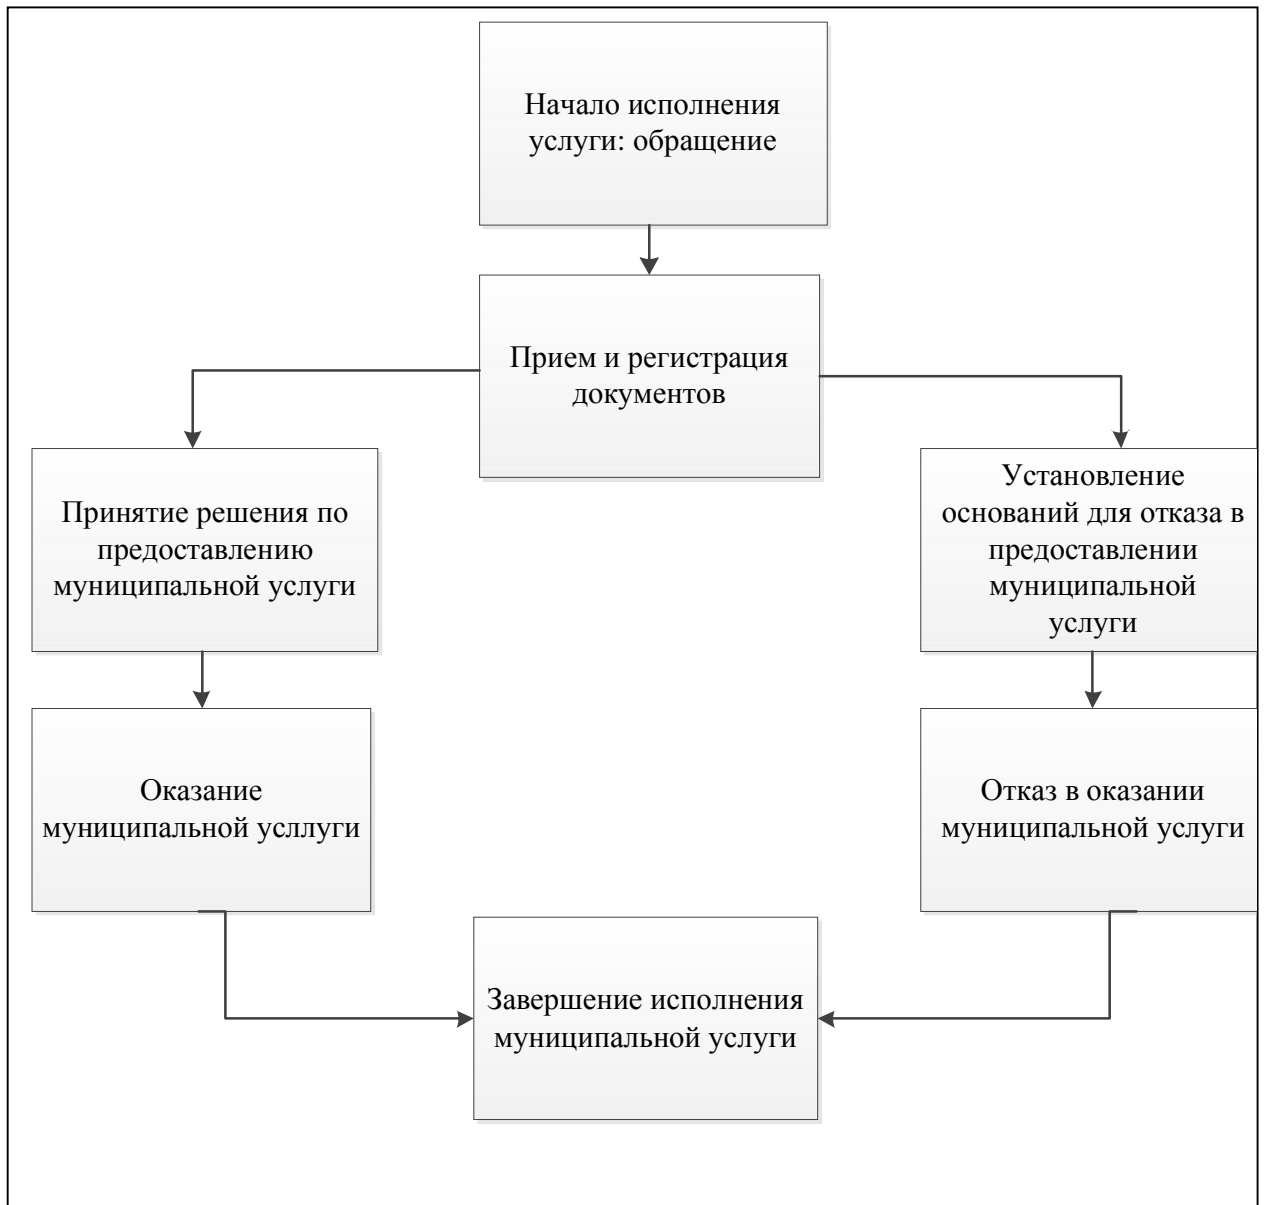 Начало исполнения
услуги: обращение
Прием и регистрация
документов
Принятие решения по
предоставлению
муниципальной услуги
Установление
оснований для отказа в
предоставлении
муниципальной
услуги
Оказание
муниципальной усллуги
Отказ в оказании
муниципальной услуги
Завершение исполнения
муниципальной услуги